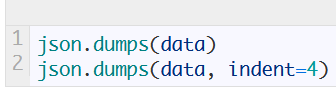 1 json.dumps(data)
2 json.dumps(data, indent=4)